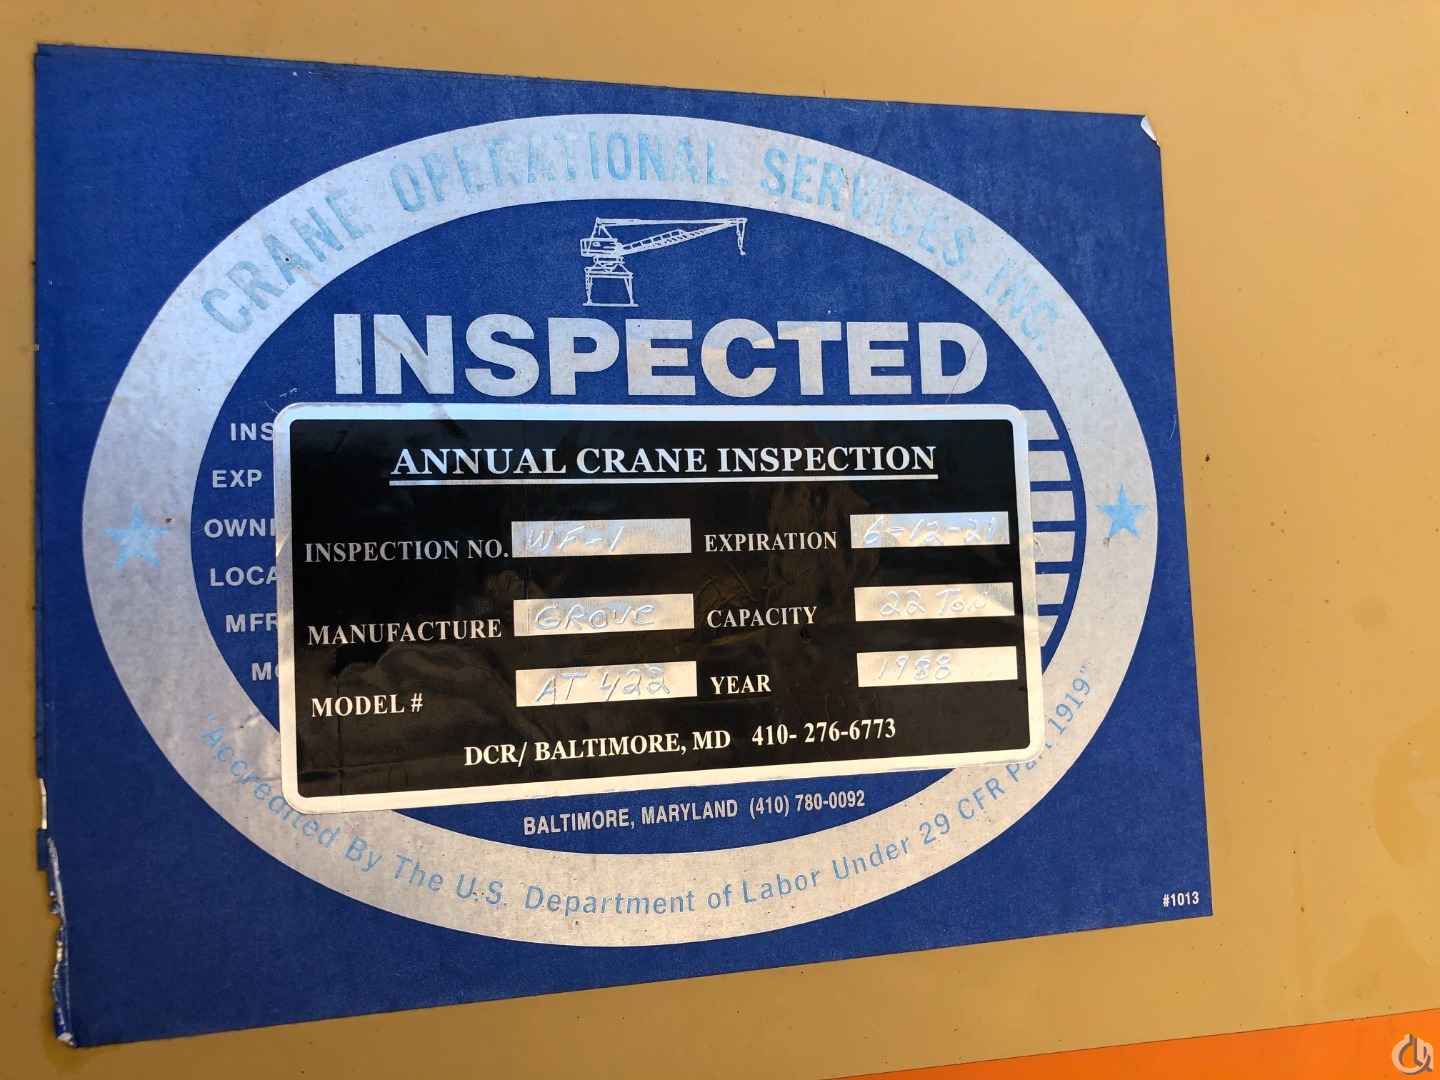 CRANE OPERATIONAL SERVICES INC.
INSPECTED
INS
EXP
OWN
LOCA
MFR
ANNUAL CRANE INSPECTION
INSPECTION NO. WF-1 EXPIRATION 6-12-21
MANUFACTURE GROVE CAPACITY 22 TON
MODEL # AT 422 YEAR 1988
DCR/ BALTIMORE, MD 410- 276-6773
BALTIMORE, MARYLAND (410) 780-0092
"Accredited By The U.S. Department of Labor Under 29 CFR Part 1919"
#1013